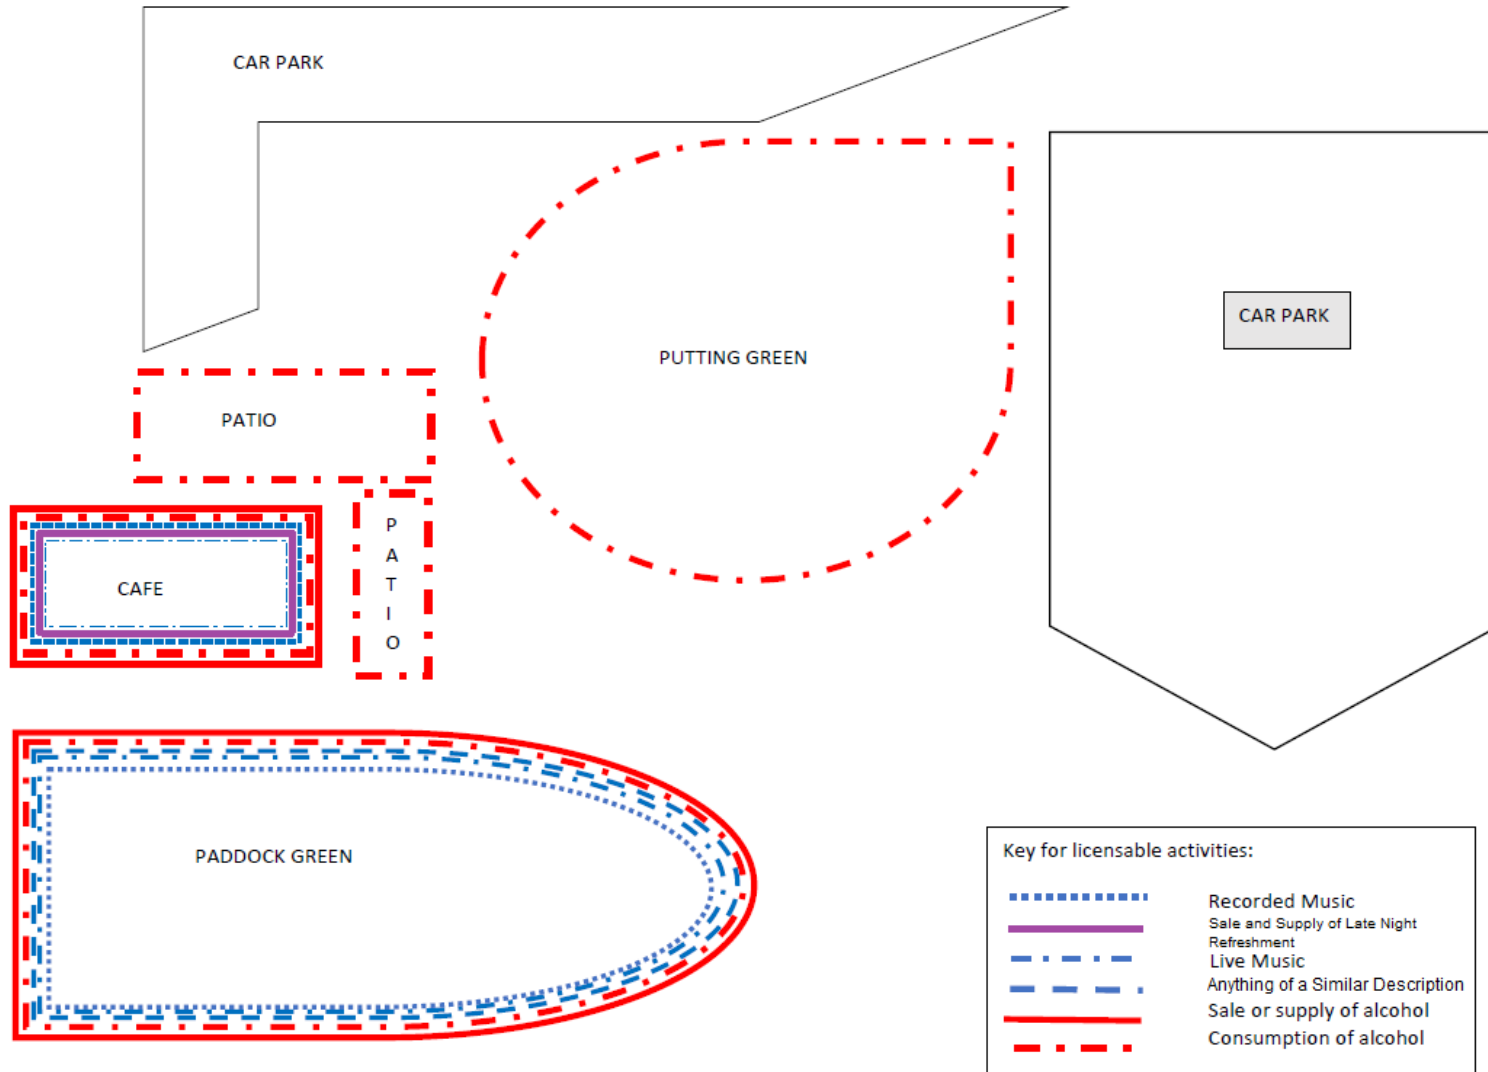 CAR PARK
CAR PARK
PUTTING GREEN
PATIO
P
A
T
I
O
CAFE
PADDOCK GREEN
Key for licensable activities:
Recorded Music
Sale and Supply of Late Night
Refreshment
Live Music
Anything of a Similar Description
Sale or supply of alcohol
Consumption of alcohol